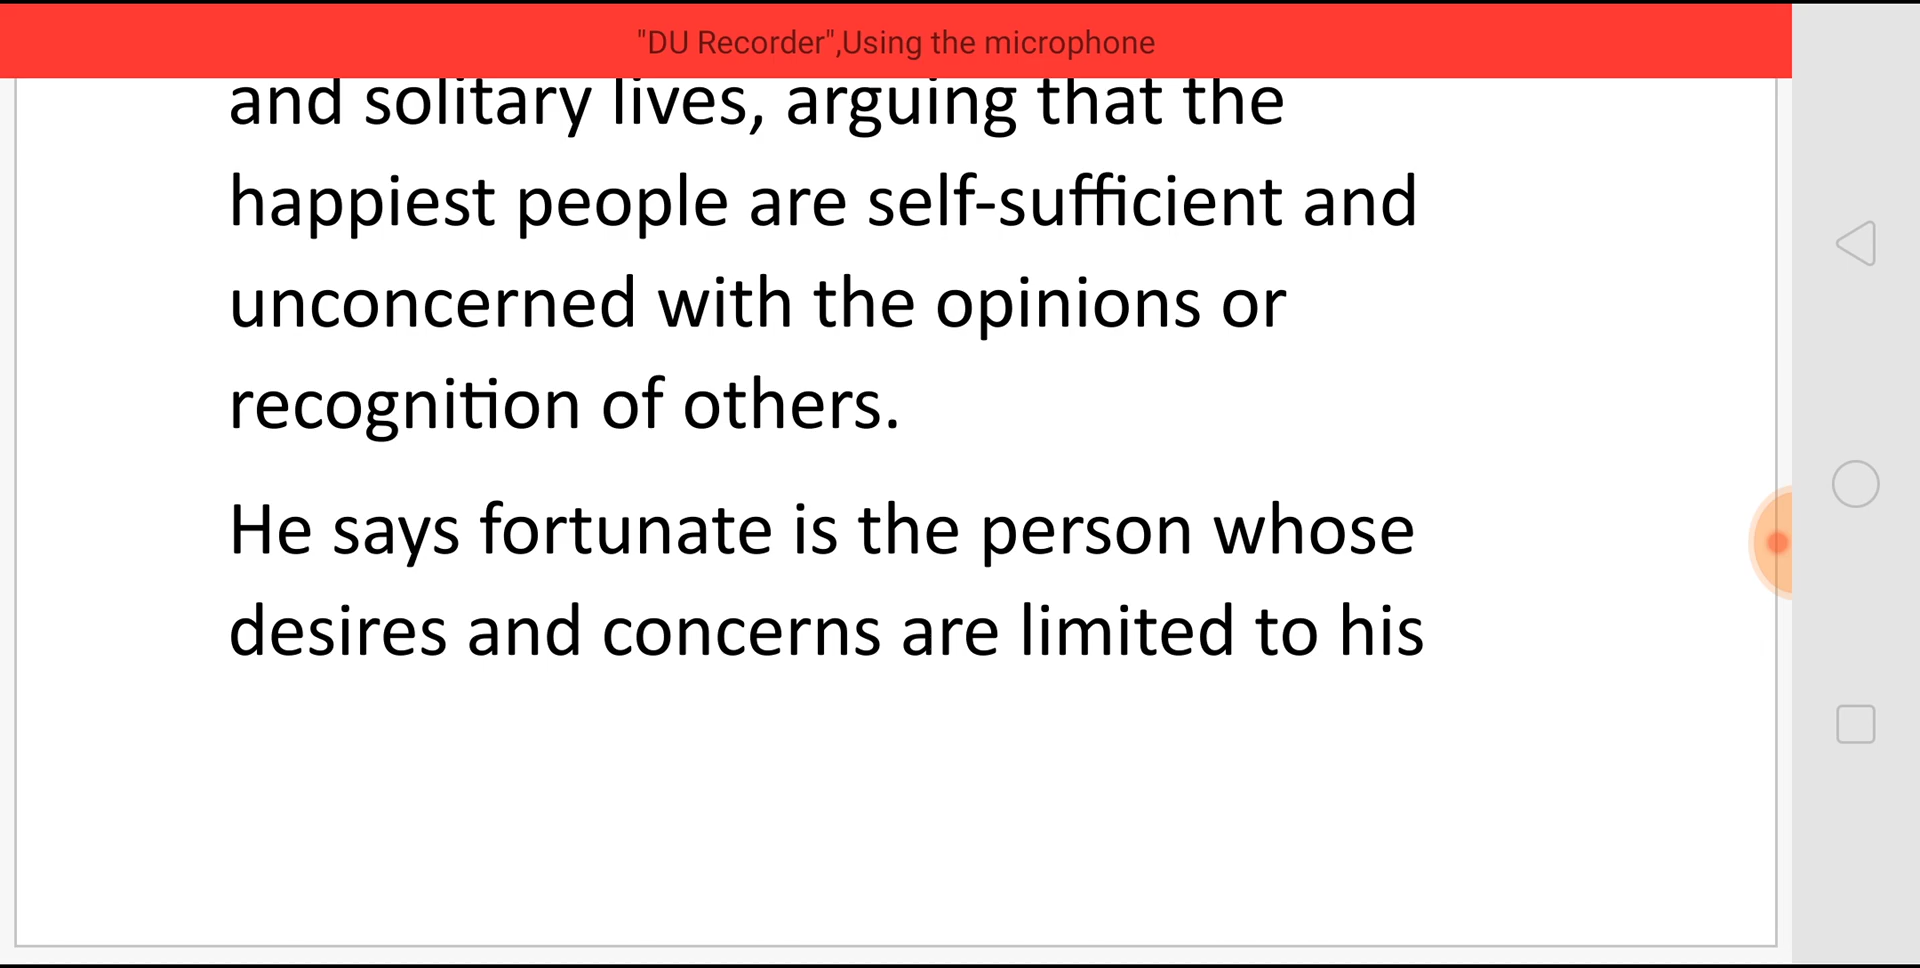 "DU Recorder",Using the microphone
and solitary lives, arguing that the
happiest people are self-sufficient and
unconcerned with the opinions or
recognition of others.
He says fortunate is the person whose
desires and concerns are limited to his